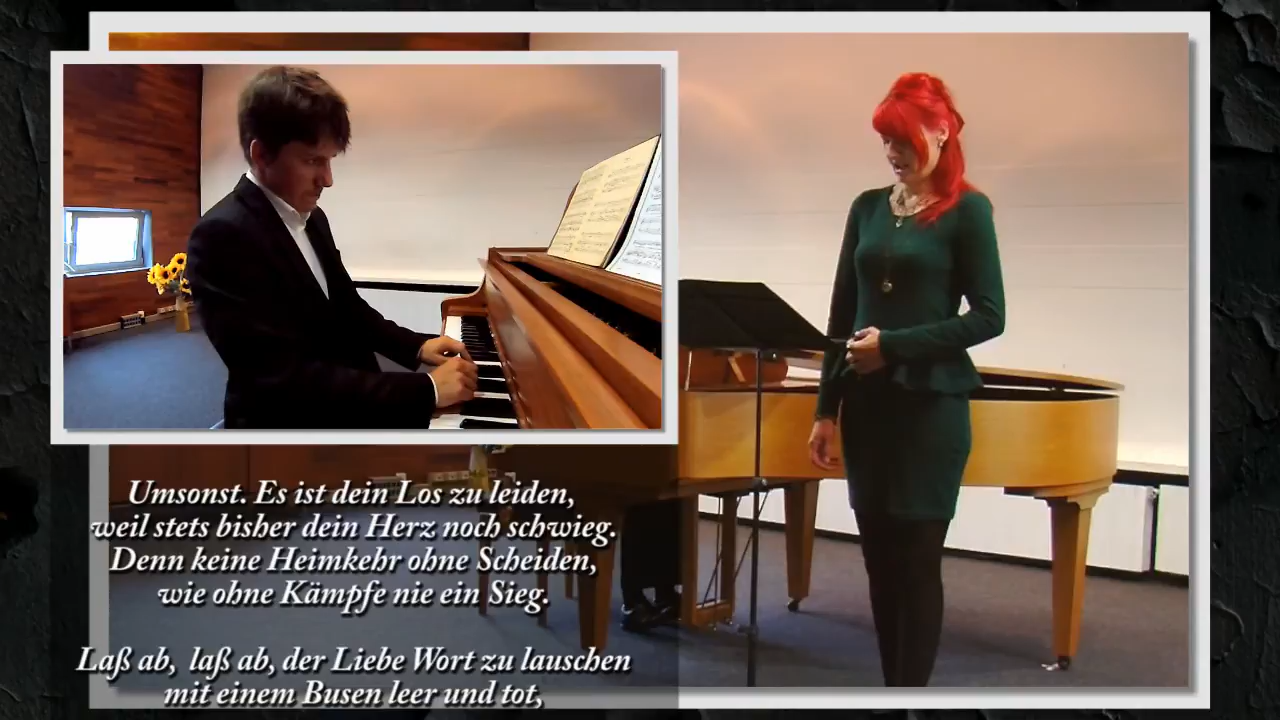 Umsonst. Es ist dein Los zu leiden,
weil stets bisher dein Herz noch schwieg.
Denn keine Heimkehr ohne Scheiden,
wie ohne Kämpfe nie ein Sieg.
Laß ab, laß ab, der Liebe Wort zu lauschen
mit einem Busen leer und tot,